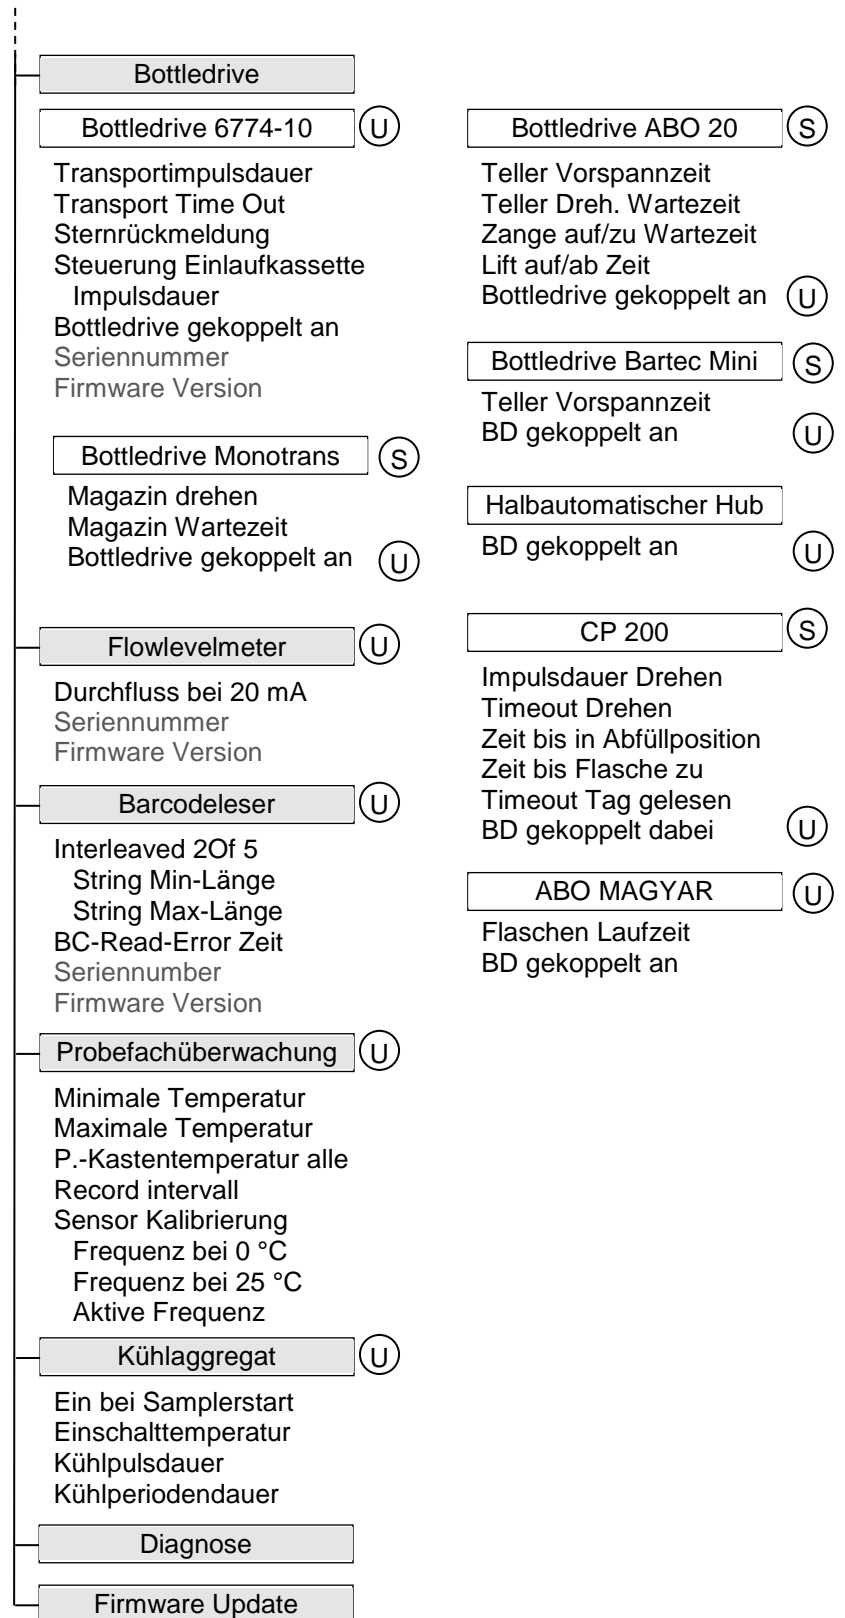 Bottledrive
Bottledrive 6774-10 U
Transportimpulsdauer
Transport Time Out
Sternrückmeldung
Steuerung Einlaufkassette
Impulsdauer
Bottledrive gekoppelt an
Seriennummer
Firmware Version
Bottledrive Monotrans S
Magazin drehen
Magazin Wartezeit
Bottledrive gekoppelt an U
Bottledrive ABO 20 S
Teller Vorspannzeit
Teller Dreh. Wartezeit
Zange auf/zu Wartezeit
Lift auf/ab Zeit
Bottledrive gekoppelt an U
Bottledrive Bartec Mini S
Teller Vorspannzeit
BD gekoppelt an U
Halbautomatischer Hub
BD gekoppelt an U
CP 200 S
Impulsdauer Drehen
Timeout Drehen
Zeit bis in Abfüllposition
Zeit bis Flasche zu
Timeout Tag gelesen
BD gekoppelt dabei U
ABO MAGYAR U
Flaschen Laufzeit
BD gekoppelt an
Flowlevelmeter U
Durchfluss bei 20 mA
Seriennummer
Firmware Version
Barcodeleser U
Interleaved 2Of 5
String Min-Länge
String Max-Länge
BC-Read-Error Zeit
Seriennumber
Firmware Version
Probefachüberwachung U
Minimale Temperatur
Maximale Temperatur
P.-Kastentemperatur alle
Record intervall
Sensor Kalibrierung
Frequenz bei 0 °C
Frequenz bei 25 °C
Aktive Frequenz
Kühlaggregat U
Ein bei Samplerstart
Einschalttemperatur
Kühlpulsdauer
Kühlperiodendauer
Diagnose
Firmware Update